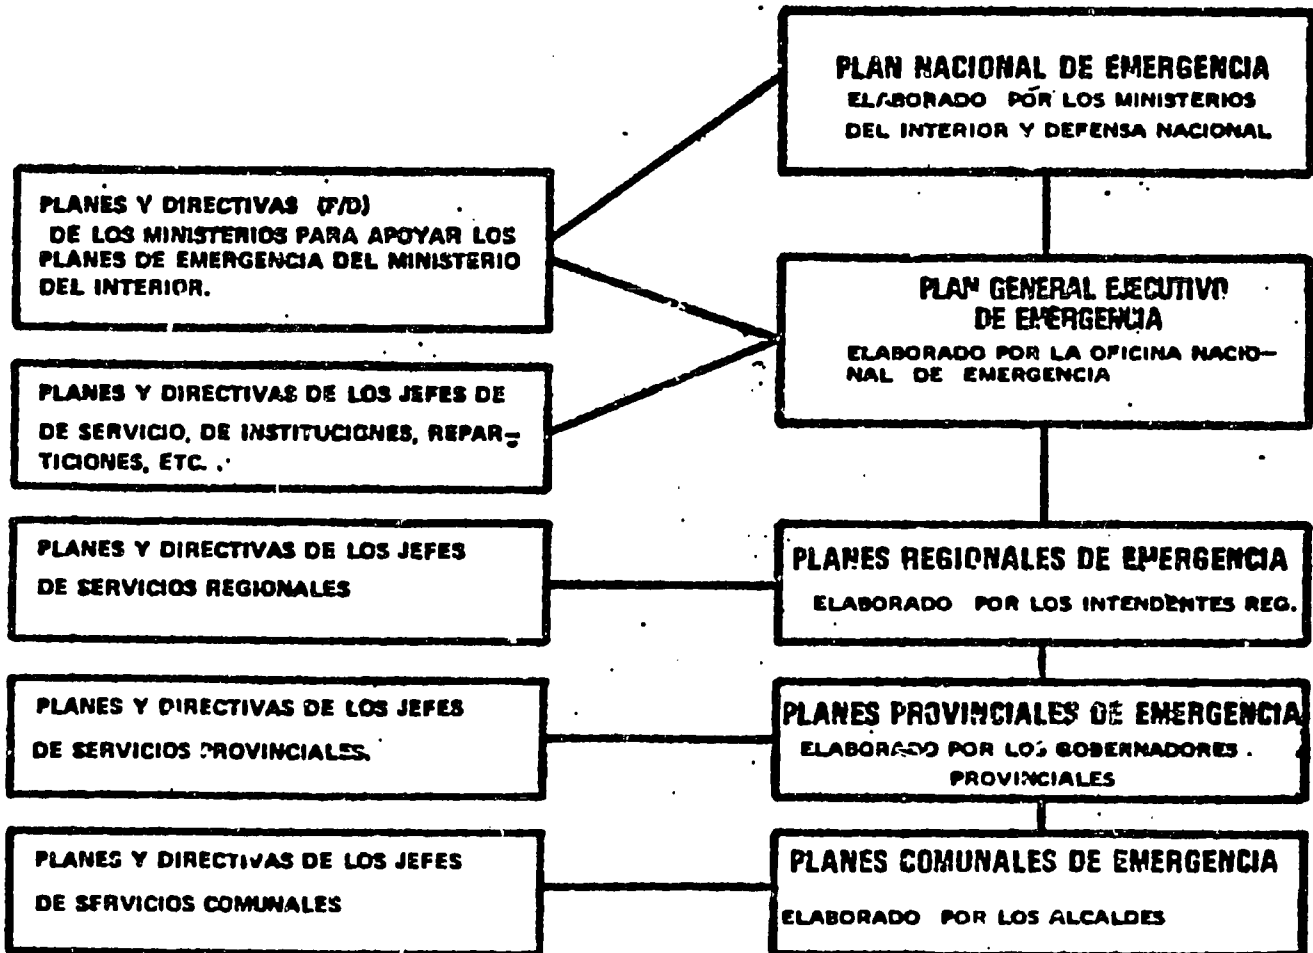 PLAN NACIONAL DE EMERGENCIA
ELABORADO POR LOS MINISTERIOS
DEL INTERIOR Y DEFENSA NACIONAL
PLANES Y DIRECTIVAS (P/D)
DE LOS MINISTERIOS PARA APOYAR LOS
PLANES DE EMERGENCIA DEL MINISTERIO
DEL INTERIOR.
PLAN GENERAL EJECUTIVO
DE EMERGENCIA
ELABORADO POR LA OFICINA NACIO-
NAL DE EMERGENCIA
PLANES Y DIRECTIVAS DE LOS JEFES DE
DE SERVICIO, DE INSTITUCIONES, REPAR-
TICIONES, ETC.
PLANES Y DIRECTIVAS DE LOS JEFES
DE SERVICIOS REGIONALES
PLANES REGIONALES DE EMERGENCIA
ELABORADO POR LOS INTENDENTES REG.
PLANES Y DIRECTIVAS DE LOS JEFES
DE SERVICIOS PROVINCIALES.
PLANES PROVINCIALES DE EMERGENCIA
ELABORADO POR LOS GOBERNADORES
PROVINCIALES
PLANES Y DIRECTIVAS DE LOS JEFES
DE SERVICIOS COMUNALES
PLANES COMUNALES DE EMERGENCIA
ELABORADO POR LOS ALCALDES